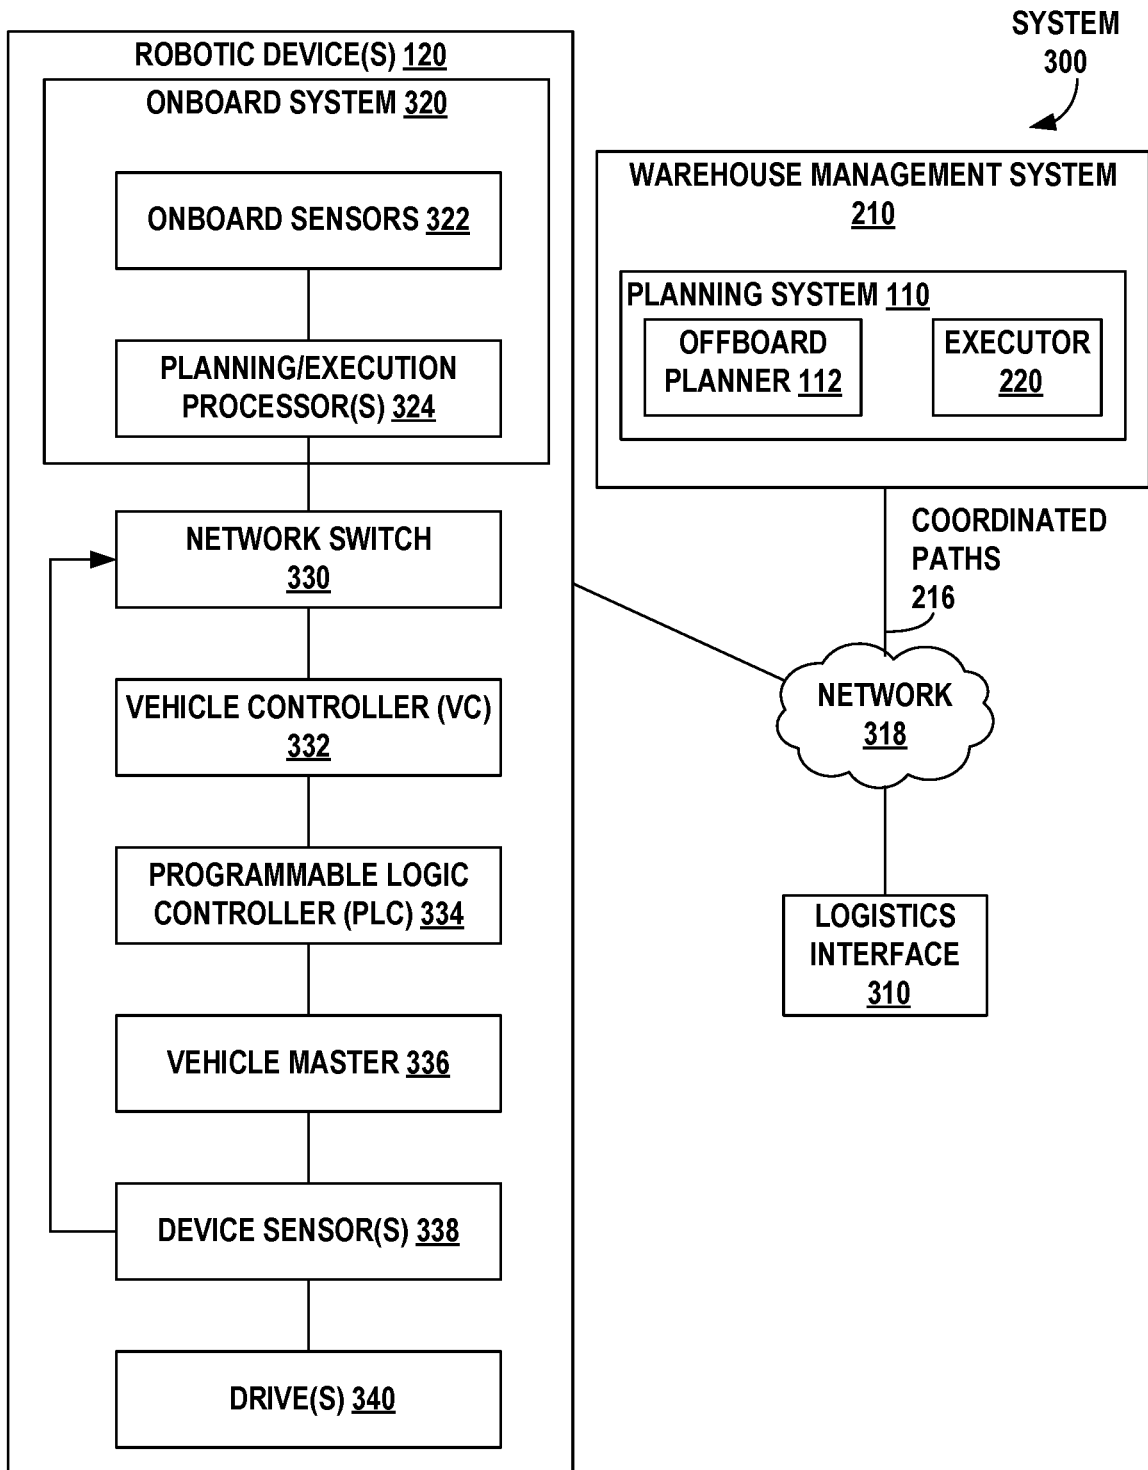 SYSTEM
300
ROBOTIC DEVICE(S) 120
ONBOARD SYSTEM 320
ONBOARD SENSORS 322
PLANNING/EXECUTION
PROCESSOR(S) 324
NETWORK SWITCH
330
VEHICLE CONTROLLER (VC)
332
PROGRAMMABLE LOGIC
CONTROLLER (PLC) 334
VEHICLE MASTER 336
DEVICE SENSOR(S) 338
DRIVE(S) 340
WAREHOUSE MANAGEMENT SYSTEM
210
PLANNING SYSTEM 110
OFFBOARD
PLANNER 112
EXECUTOR
220
COORDINATED
PATHS
216
NETWORK
318
LOGISTICS
INTERFACE
310